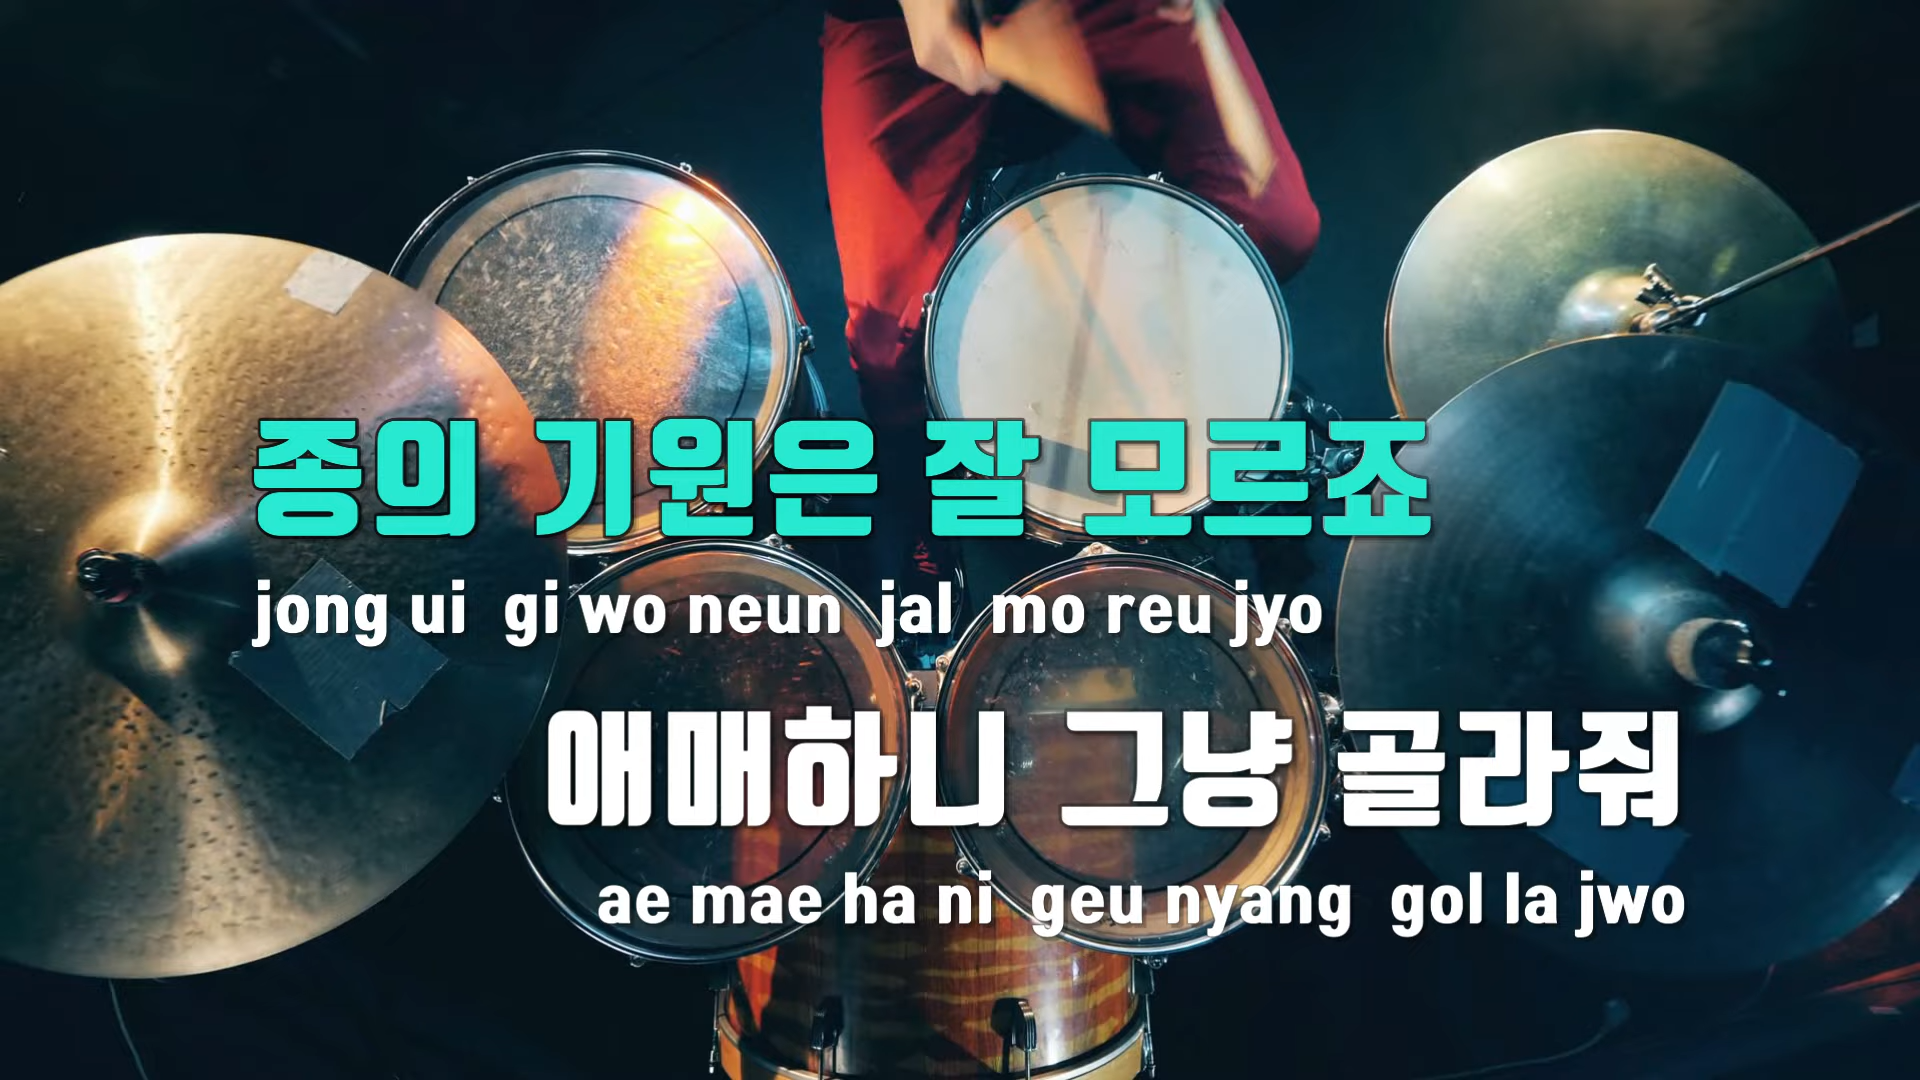 종의 기원은 잘 모르죠
jong ui gi wo neun jal mo reu jyo
애매하니 그냥 골라줘
ae mae ha ni geu nyang gol la jwo